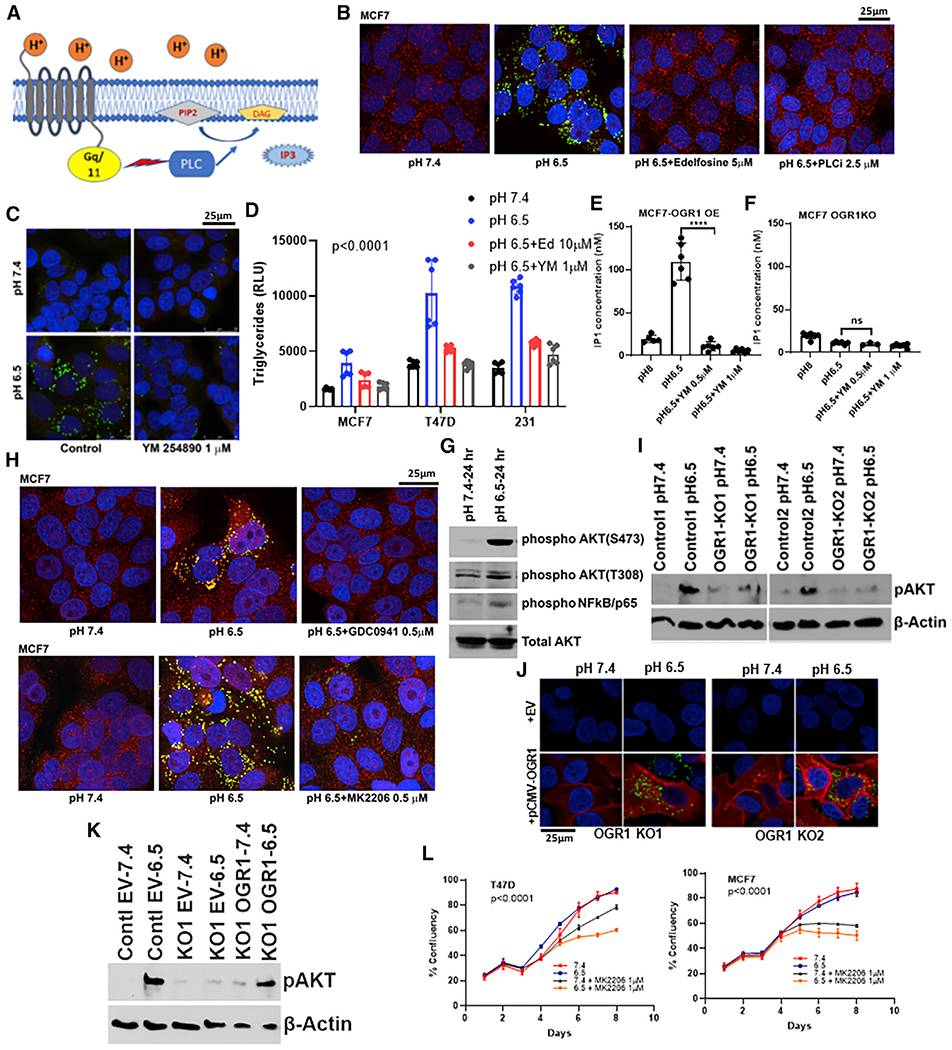 A
H⁺ H⁺ H⁺ H⁺ H⁺
PIP2
DAG
Gq/
11
PLC
IP3
B
MCF7
25µm
pH 7.4
pH 6.5
pH 6.5+Edelfosine 5µM
pH 6.5+PLCi 2.5 µM
C
25µm
pH 7.4
pH 6.5
Control
YM 254890 1 µM
D
pH 7.4
pH 6.5
pH 6.5+Ed 10µM
pH 6.5+YM 1µM
p<0.0001
Triglycerides (RLU)
15000
10000
5000
0
MCF7
T47D
231
E
MCF7-OGR1 OE
****
IP1 concentration (nM)
150
100
50
0
pH8
pH6.5
pH6.5+YM 0.5µM
pH6.5+YM 1µM
F
MCF7 OGR1KO
ns
IP1 concentration (nM)
150
100
50
0
pH8
pH6.5
pH6.5+YM 0.5µM
pH6.5+YM 1 µM
G
pH 7.4-24 hr
pH 6.5-24 hr
phospho AKT(S473)
phospho AKT(T308)
phospho NFkB/p65
Total AKT
H
MCF7
25µm
pH 7.4
pH 6.5
pH 6.5+GDC0941 0.5µM
MCF7
pH 7.4
pH 6.5
pH 6.5+MK2206 0.5 µM
I
Control1 pH7.4
Control1 pH6.5
OGR1-KO1 pH7.4
OGR1-KO1 pH6.5
Control2 pH7.4
Control2 pH6.5
OGR1-KO2 pH7.4
OGR1-KO2 pH6.5
pAKT
β-Actin
J
pH 7.4
pH 6.5
pH 7.4
pH 6.5
+EV
+pCMV-OGR1
25µm
OGR1 KO1
OGR1 KO2
K
Contl EV-7.4
Contl EV-6.5
KO1 EV-7.4
KO1 EV-6.5
KO1 OGR1-7.4
KO1 OGR1-6.5
pAKT
β-Actin
L
T47D
p<0.0001
% Confluency
100
80
60
40
20
0
7.4
6.5
7.4 + MK2206 1µM
6.5 + MK2206 1µM
0 2 4 6 8 10
Days
MCF7
p<0.0001
% Confluency
100
80
60
40
20
0
7.4
6.5
7.4 + MK2206 1µM
6.5 + MK2206 1µM
0 2 4 6 8 10
Days